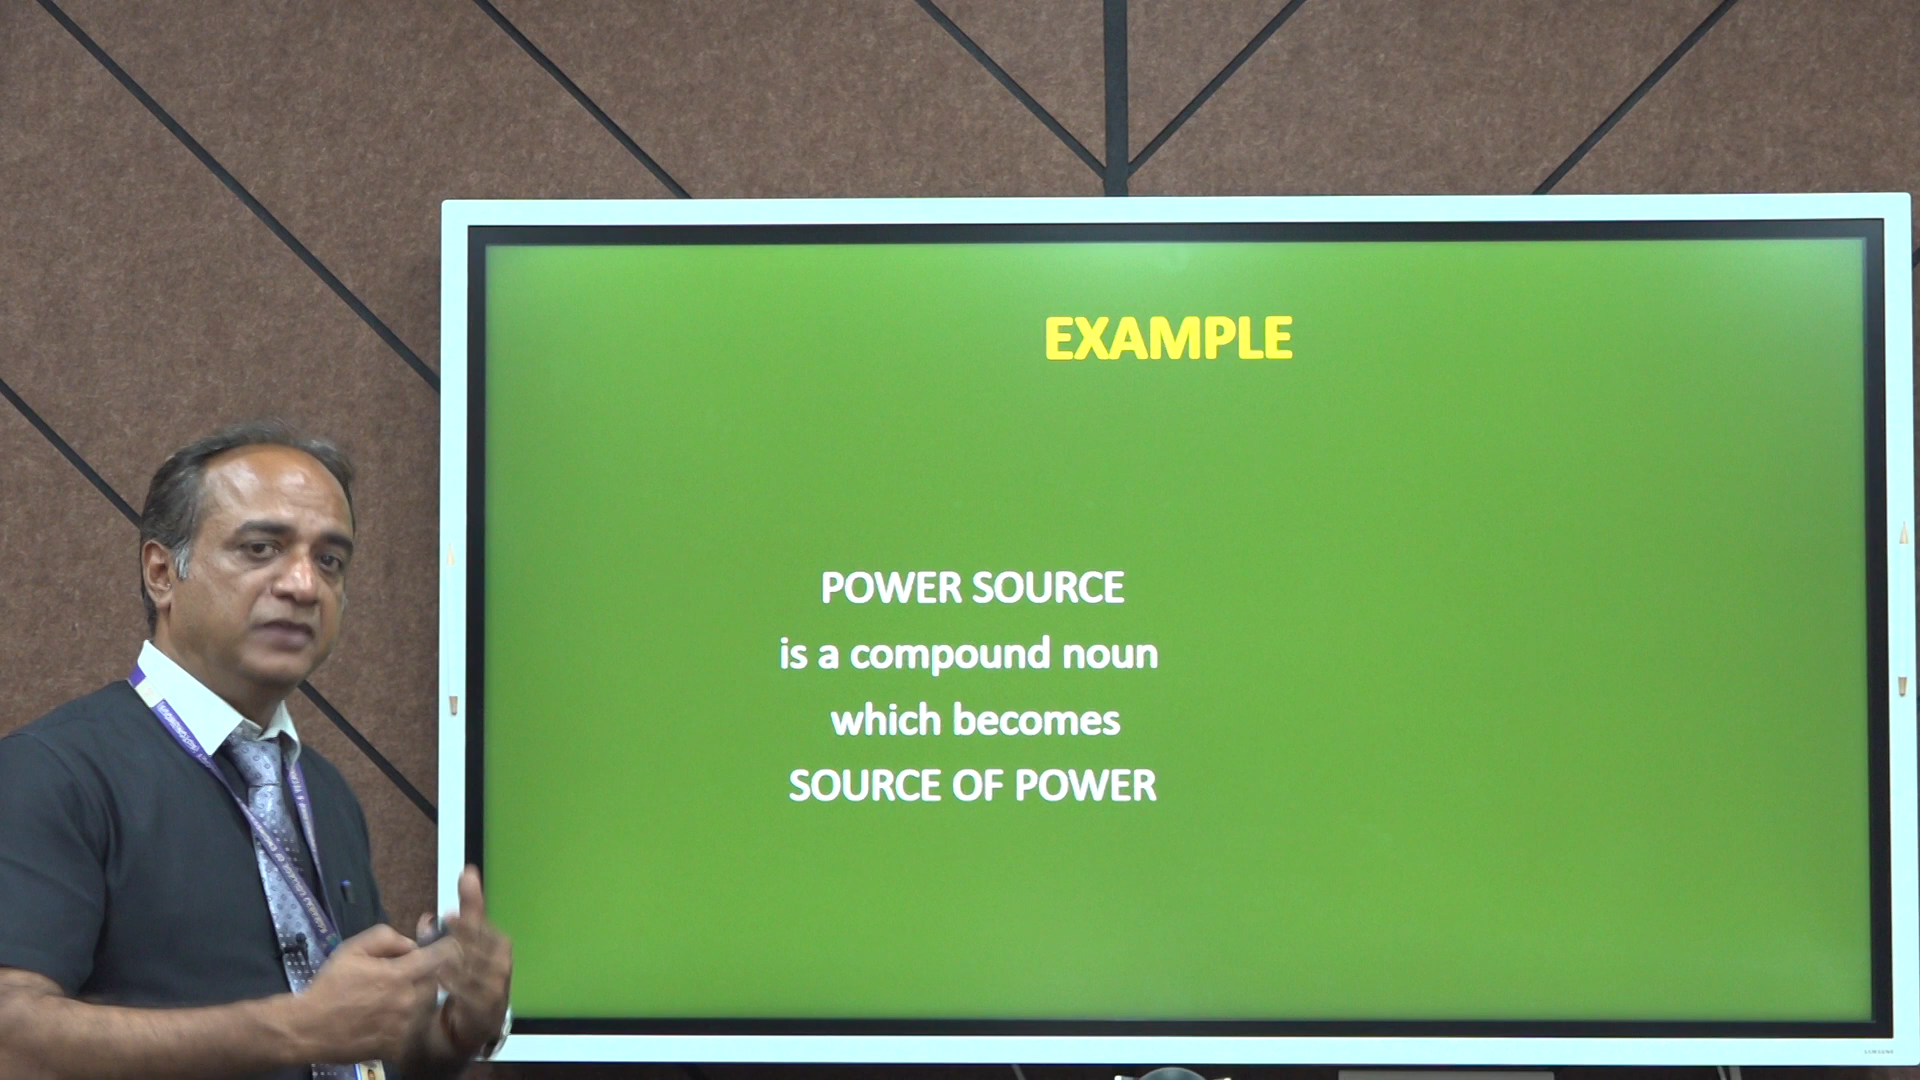 EXAMPLE
POWER SOURCE
is a compound noun
which becomes
SOURCE OF POWER